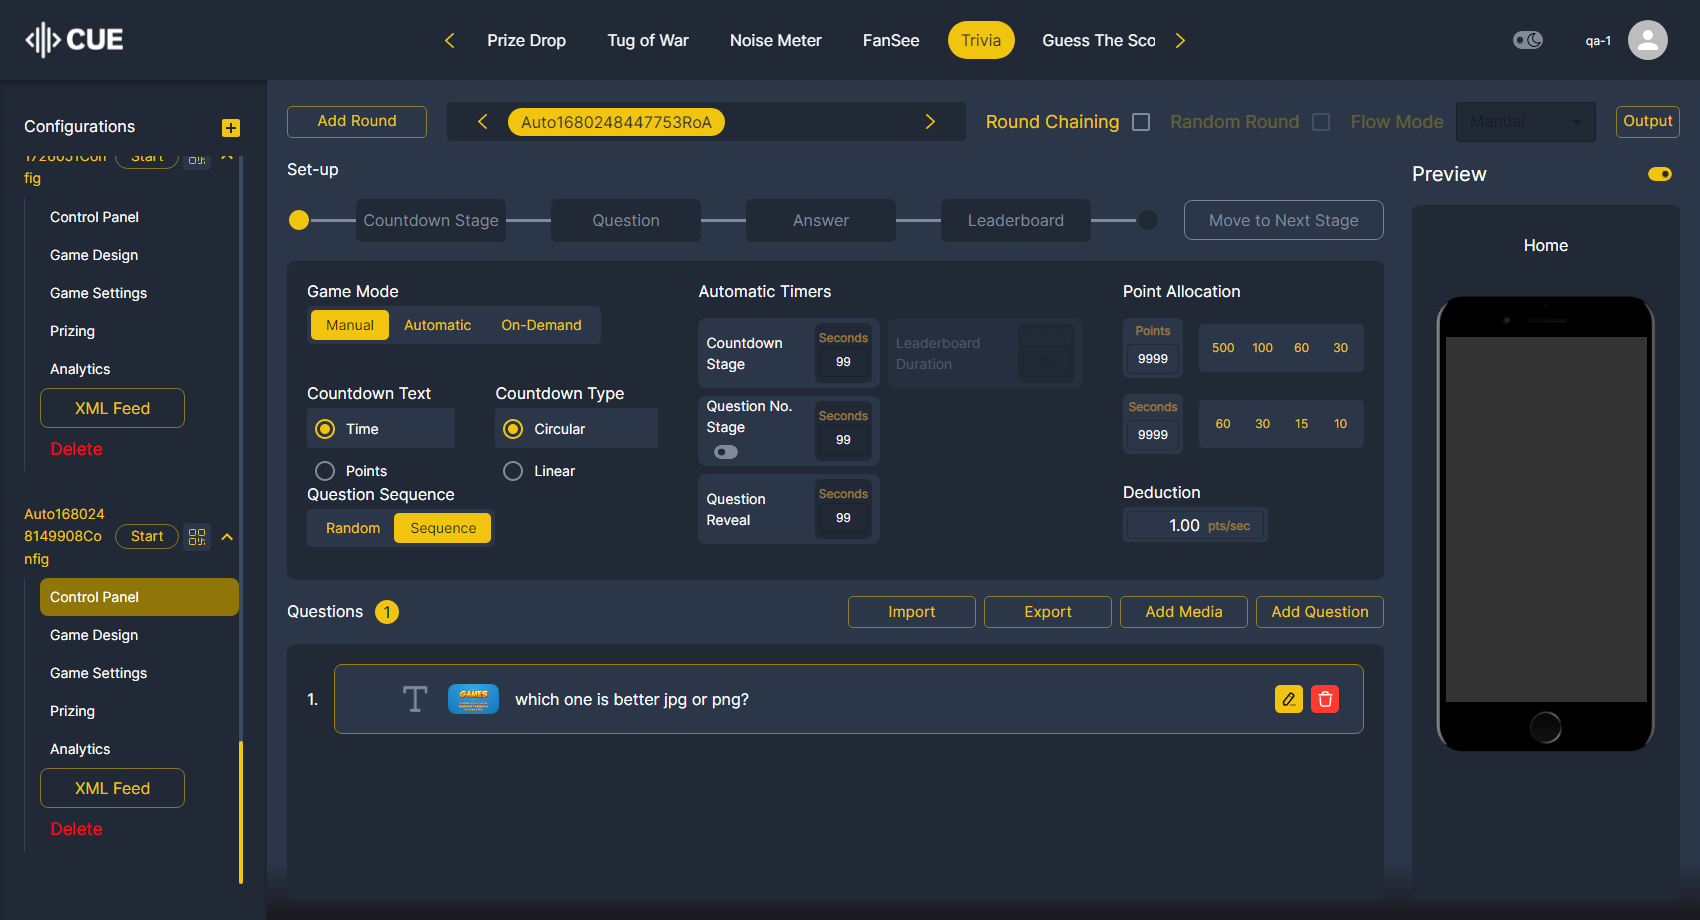 CUE
Prize Drop
Tug of War
Noise Meter
FanSee
Trivia
Guess The Sco
qa-1
Configurations
Start
fig
Control Panel
Game Design
Game Settings
Prizing
Analytics
XML Feed
Delete
Auto168024
8149908Co
nfig
Start
Control Panel
Game Design
Game Settings
Prizing
Analytics
XML Feed
Delete
Add Round
Auto1680248447753RoA
Round Chaining
Random Round
Flow Mode
Manual
Output
Set-up
Countdown Stage
Question
Answer
Leaderboard
Move to Next Stage
Game Mode
Manual
Automatic
On-Demand
Countdown Text
Time
Points
Countdown Type
Circular
Linear
Question Sequence
Random
Sequence
Automatic Timers
Countdown
Stage
Seconds
99
Leaderboard
Duration
Seconds
99
Question No.
Stage
Seconds
99
Question
Reveal
Seconds
99
Point Allocation
Points
9999
500 100 60 30
Seconds
9999
60 30 15 10
Deduction
1.00 pts/sec
Questions 1
Import
Export
Add Media
Add Question
1.
GAMES
which one is better jpg or png?
Preview
Home